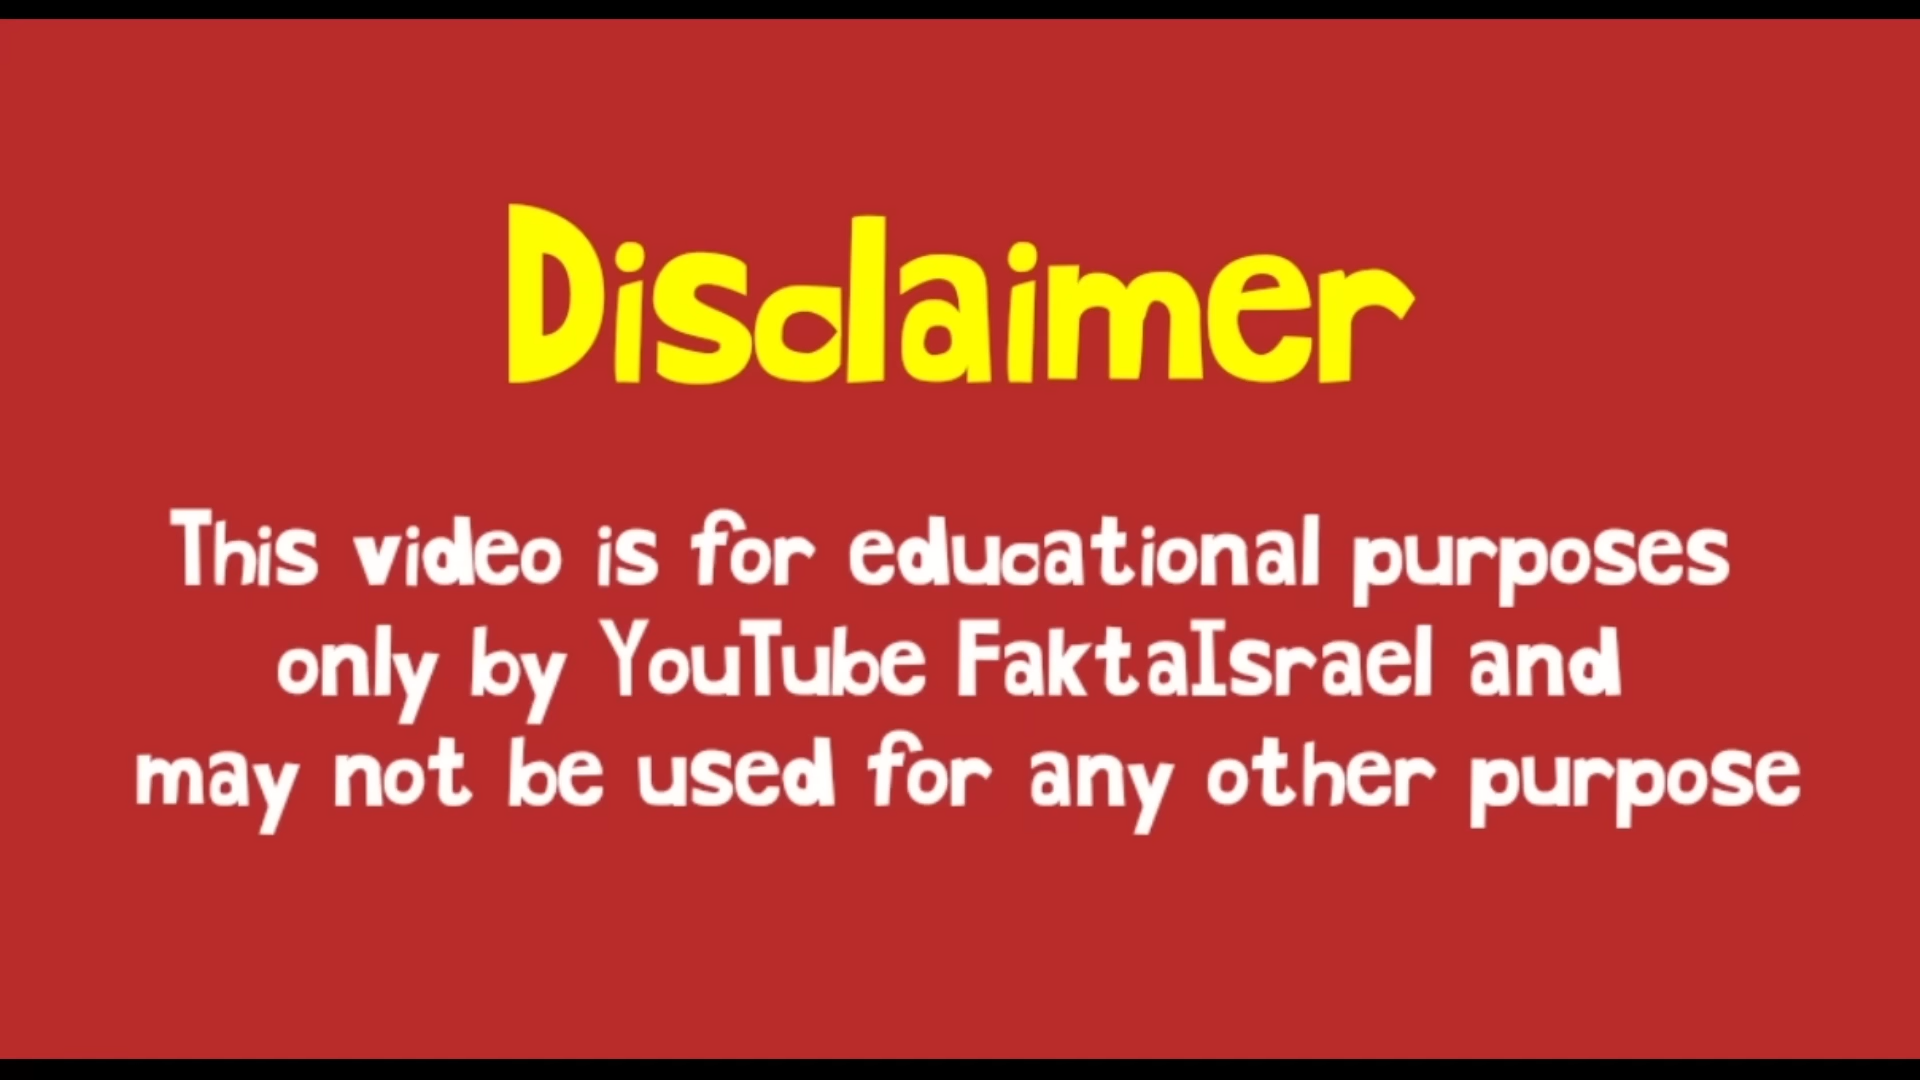 Disclaimer
This video is for educational purposes
only by YouTube FaktaIsrael and
may not be used for any other purpose